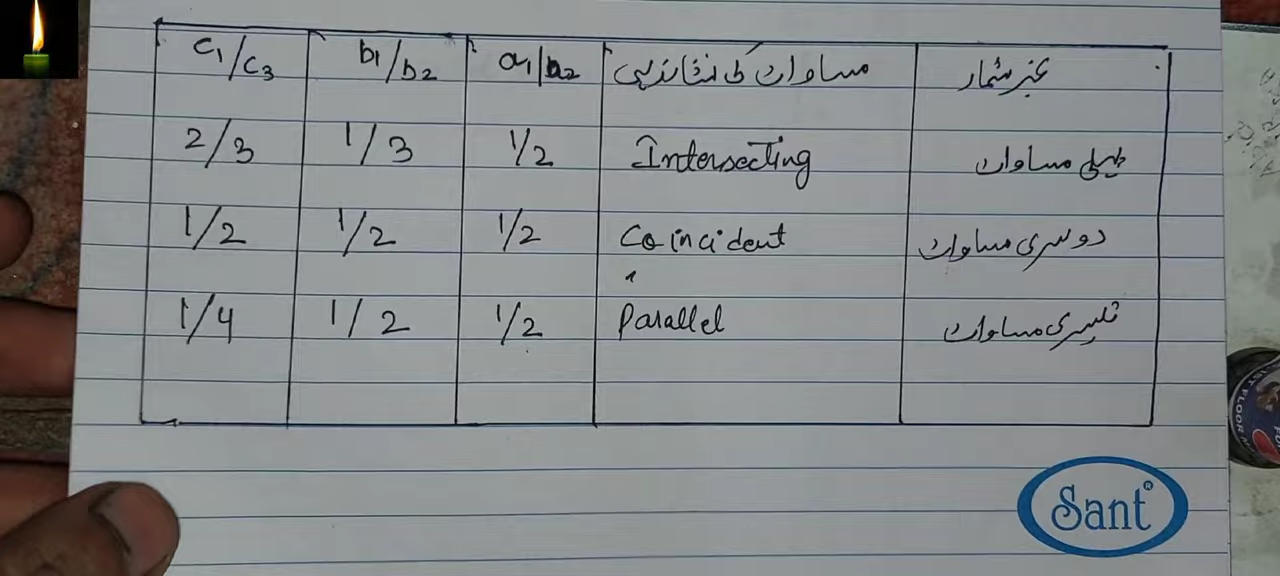 نمبر شمار مساوات کی نشاندہی a1/a2 b1/b2 c1/c3
پہلی مساوات Intersecting 1/2 1/3 2/3
دوسری مساوات Coincident 1/2 1/2 1/2
تیسری مساوات Parallel 1/2 1/2 1/4
Sant